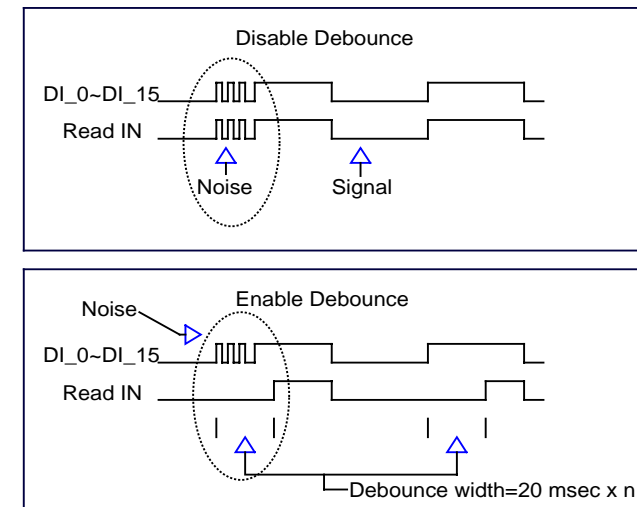 Disable Debounce
DI_0~DI_15
Read IN
Noise
Signal
Enable Debounce
Noise
DI_0~DI_15
Read IN
Debounce width=20 msec x n